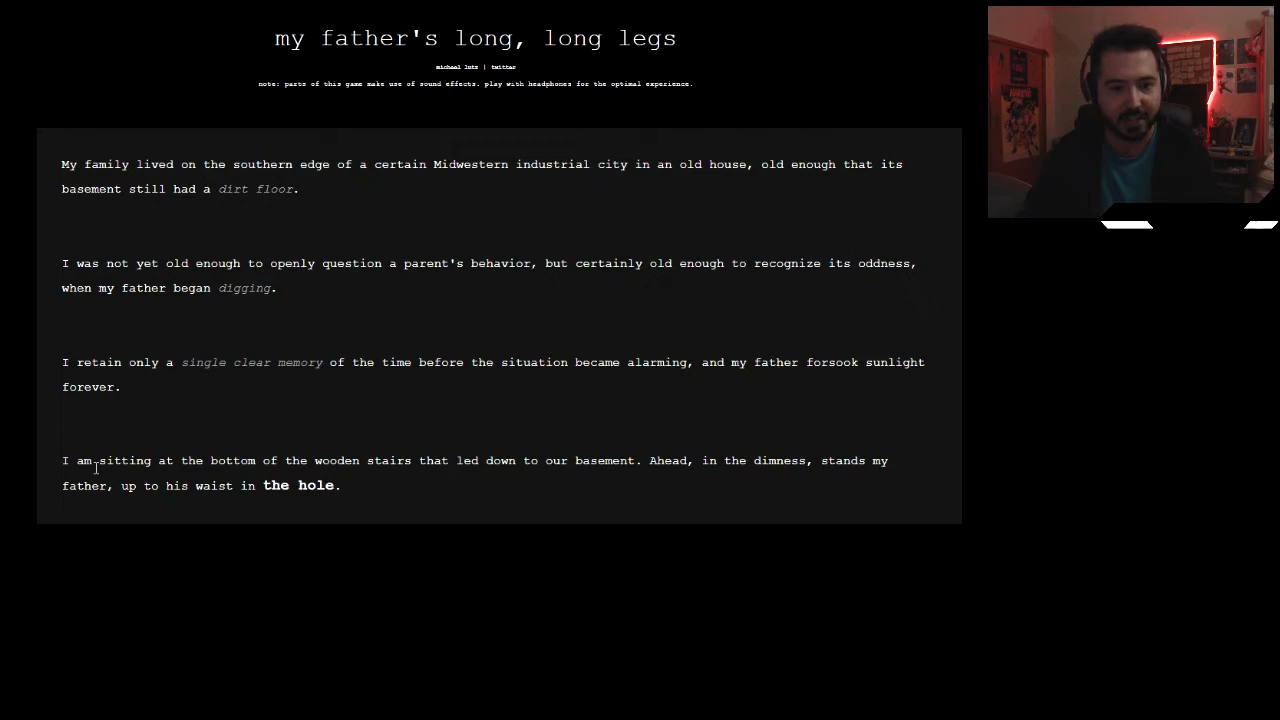 my father's long, long legs
michael lutz | twitter
note: parts of this game make use of sound effects. play with headphones for the optimal experience.
My family lived on the southern edge of a certain Midwestern industrial city in an old house, old enough that its
basement still had a dirt floor.
I was not yet old enough to openly question a parent's behavior, but certainly old enough to recognize its oddness,
when my father began digging.
I retain only a single clear memory of the time before the situation became alarming, and my father forsook sunlight
forever.
I am sitting at the bottom of the wooden stairs that led down to our basement. Ahead, in the dimness, stands my
father, up to his waist in the hole.